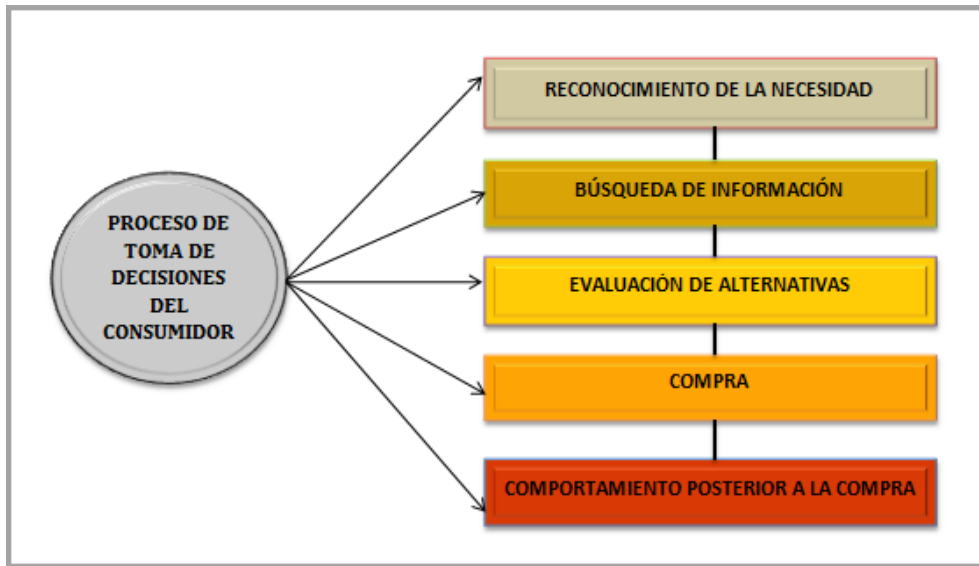 PROCESO DE
TOMA DE
DECISIONES
DEL
CONSUMIDOR
RECONOCIMIENTO DE LA NECESIDAD
BÚSQUEDA DE INFORMACIÓN
EVALUACIÓN DE ALTERNATIVAS
COMPRA
COMPORTAMIENTO POSTERIOR A LA COMPRA